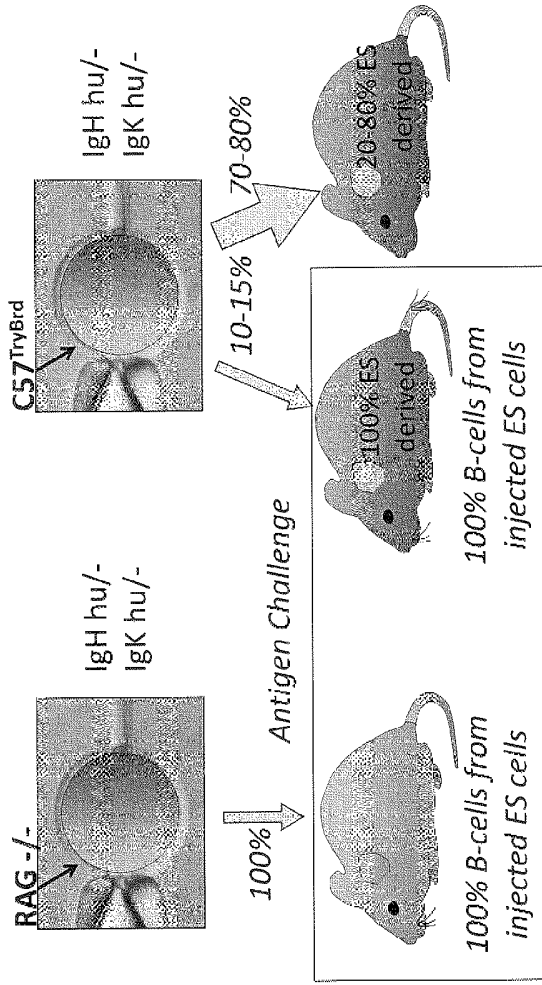 RAG -/-
IgH hu/-
IgK hu/-
100%
100% B-cells from
injected ES cells
Antigen Challenge
C57TryBrd
IgH hu/-
IgK hu/-
10-15%
70-80%
~100% ES
derived
100% B-cells from
injected ES cells
20-80% ES
derived